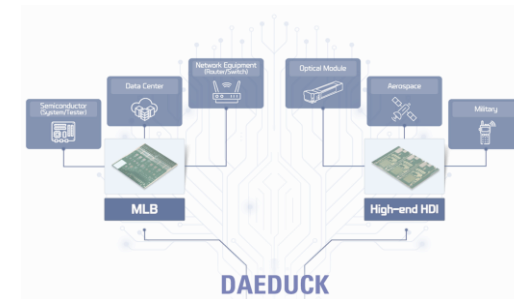 Network Equipment
(Router/Switch)
Optical Module
Data Center
Aerospace
Semiconductor
(System/Tester)
Military
MLB
High-end HDI
DAEDUCK